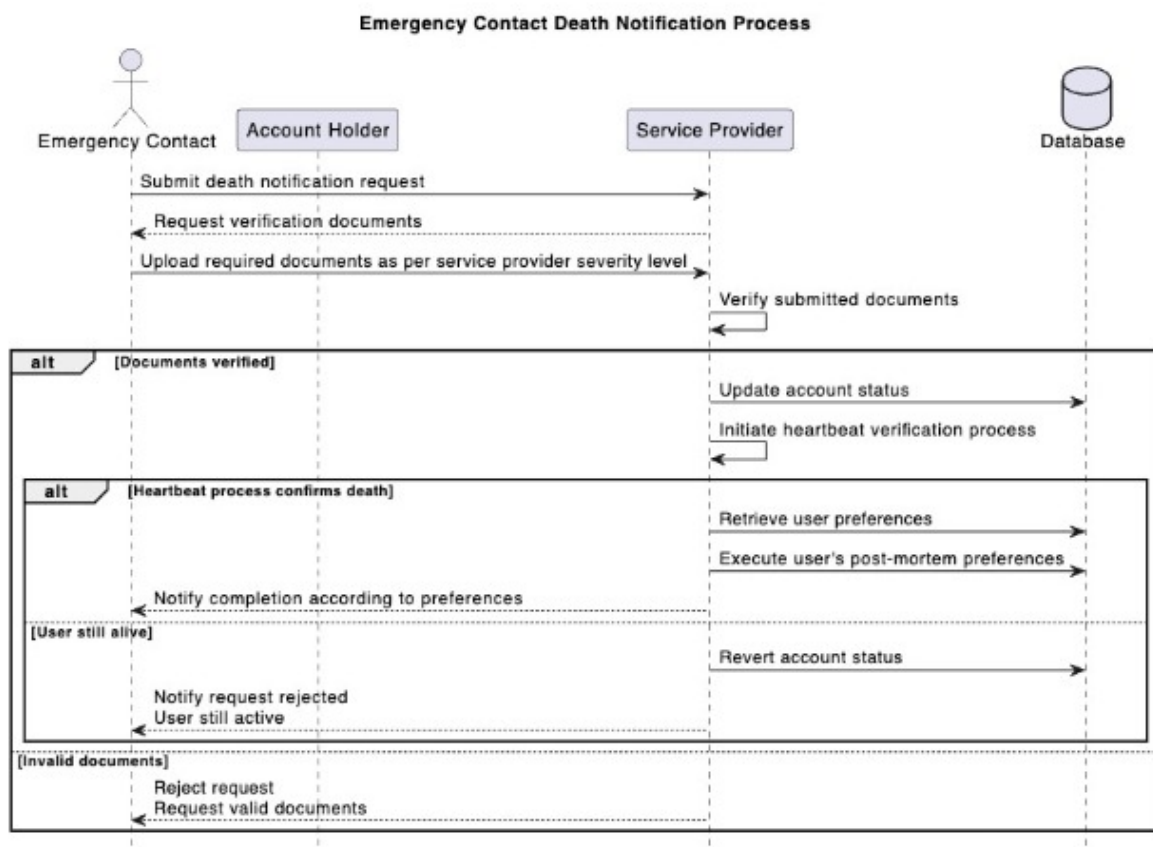 Emergency Contact Death Notification Process
Emergency Contact
Account Holder
Service Provider
Database
Submit death notification request
Request verification documents
Upload required documents as per service provider severity level
Verify submitted documents
alt
[Documents verified]
Update account status
Initiate heartbeat verification process
alt
[Heartbeat process confirms death]
Retrieve user preferences
Execute user's post-mortem preferences
Notify completion according to preferences
[User still alive]
Revert account status
Notify request rejected
User still active
[Invalid documents]
Reject request
Request valid documents